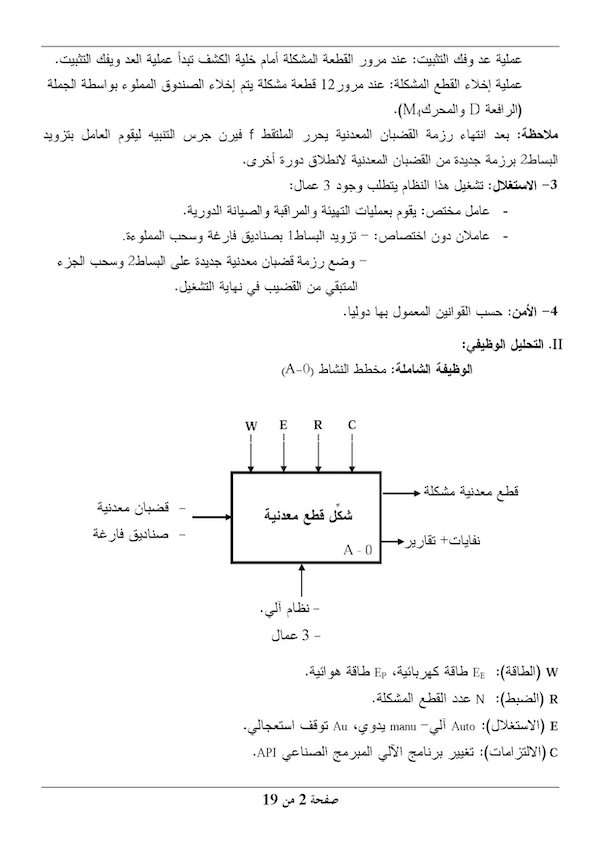 عملية عد وفك التثبيت: عند مرور القطعة المشكلة أمام خلية الكشف تبدأ عملية العد ويفك التثبيت.
عملية إخلاء القطع المشكلة: عند مرور12 قطعة مشكلة يتم إخلاء الصندوق المملوء بواسطة الجملة
(الرافعة D والمحركM4).
ملاحظة: بعد انتهاء رزمة القضبان المعدنية يحرر الملتقط f فيرن جرس التنبيه ليقوم العامل بتزويد
البساط2 برزمة جديدة من القضبان المعدنية لانطلاق دورة أخرى.
3- الاستغلال: تشغيل هذا النظام يتطلب وجود 3 عمال:
- عامل مختص: يقوم بعمليات التهيئة والمراقبة والصيانة الدورية.
- عاملان دون اختصاص: – تزويد البساط1 بصناديق فارغة وسحب المملوءة.
– وضع رزمة قضبان معدنية جديدة على البساط2 وسحب الجزء
المتبقي من القضيب في نهاية التشغيل.
4- الأمن: حسب القوانين المعمول بها دوليا.
II. التحليل الوظيفي:
الوظيفة الشاملة: مخطط النشاط (A-0)
W E R C
- قضبان معدنية
- صناديق فارغة
شكّل قطع معدنية
A - 0
قطع معدنية مشكلة
نفايات+ تقارير
– نظام آلي.
– 3 عمال
W (الطاقة): EE طاقة كهربائية، EP طاقة هوائية.
R (الضبط): N عدد القطع المشكلة.
E (الاستغلال): Auto آلي– manu يدوي، Au توقف استعجالي.
C (الالتزامات): تغيير برنامج الآلي المبرمج الصناعي API.
صفحة 2 من 19